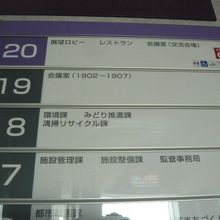 20 展望ロビー レストラン 会議室(交流会場)
19 会議室(1902〜1907)
8 環境課 みどり推進課
清掃リサイクル課
7 施設管理課 施設整備課 監査事務局
都市